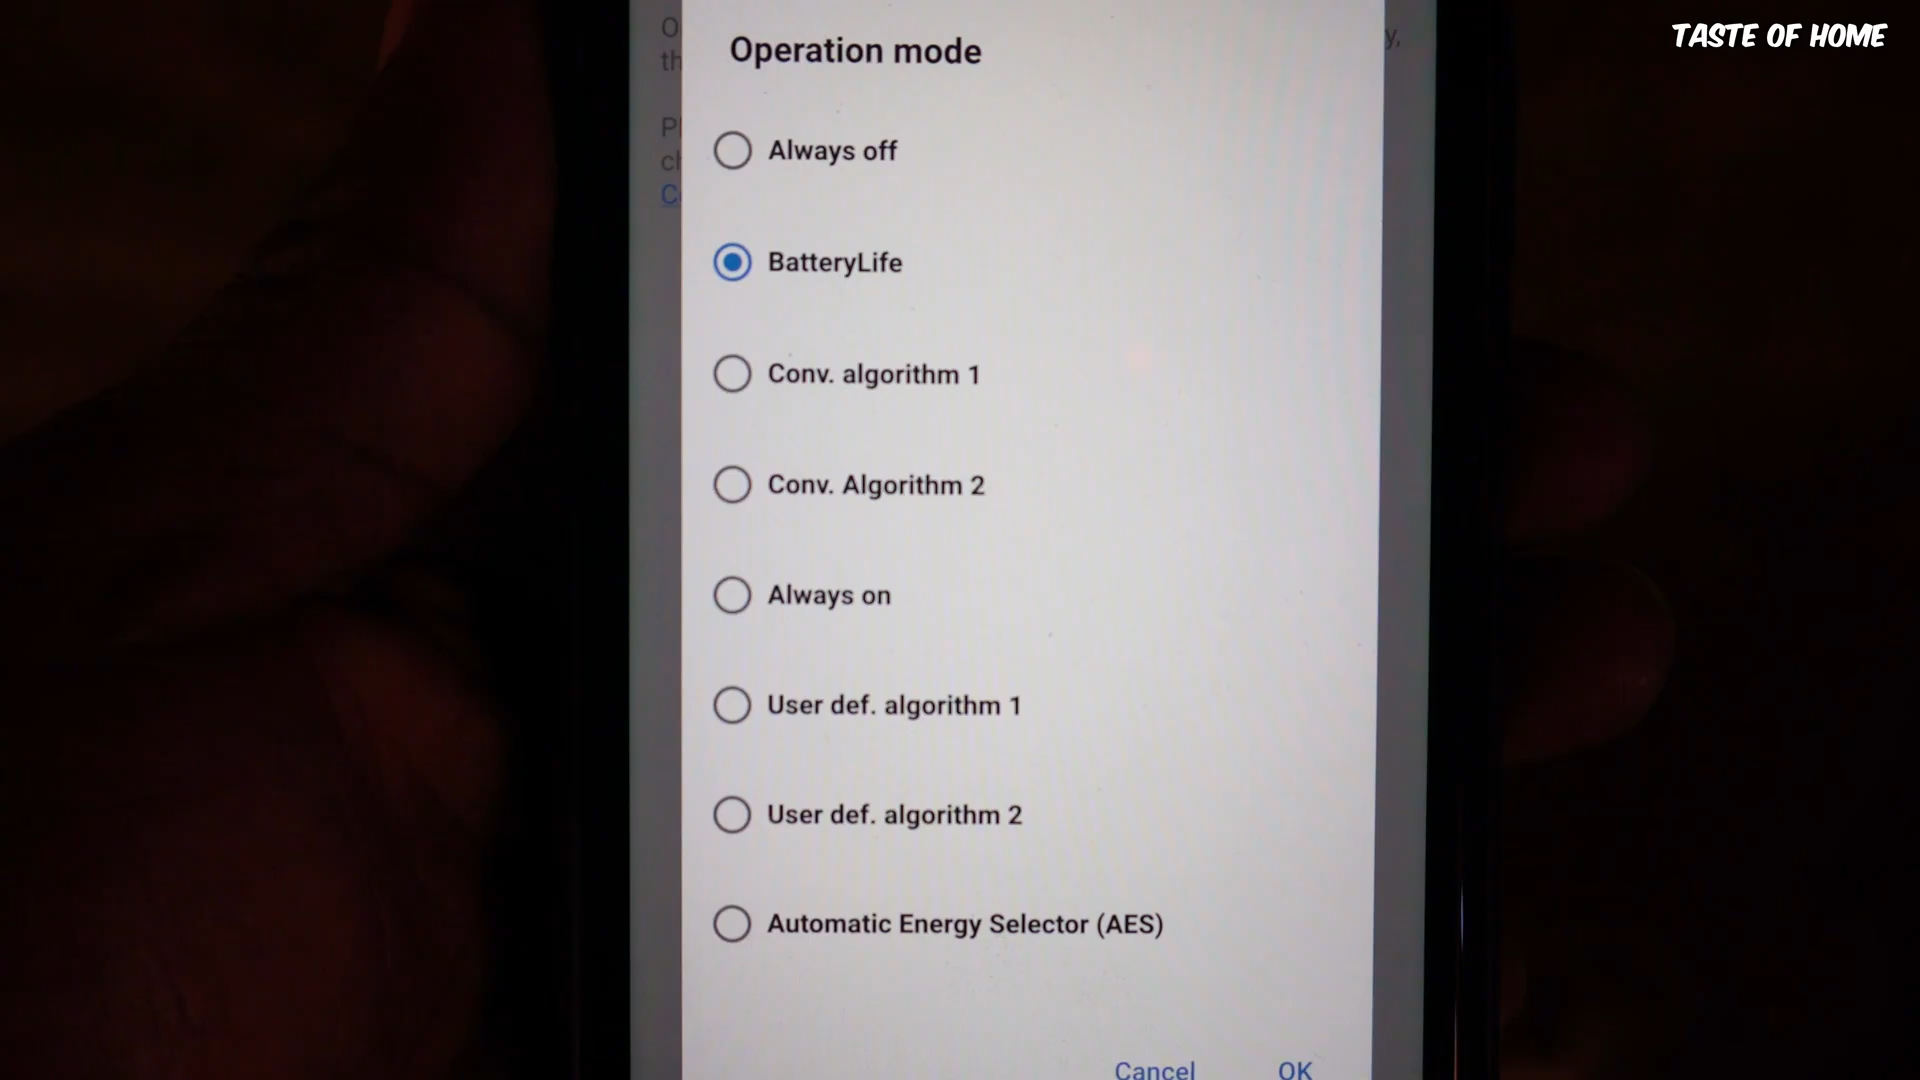 TASTE OF HOME
Operation mode
Always off
BatteryLife
Conv. algorithm 1
Conv. Algorithm 2
Always on
User def. algorithm 1
User def. algorithm 2
Automatic Energy Selector (AES)
Cancel OK